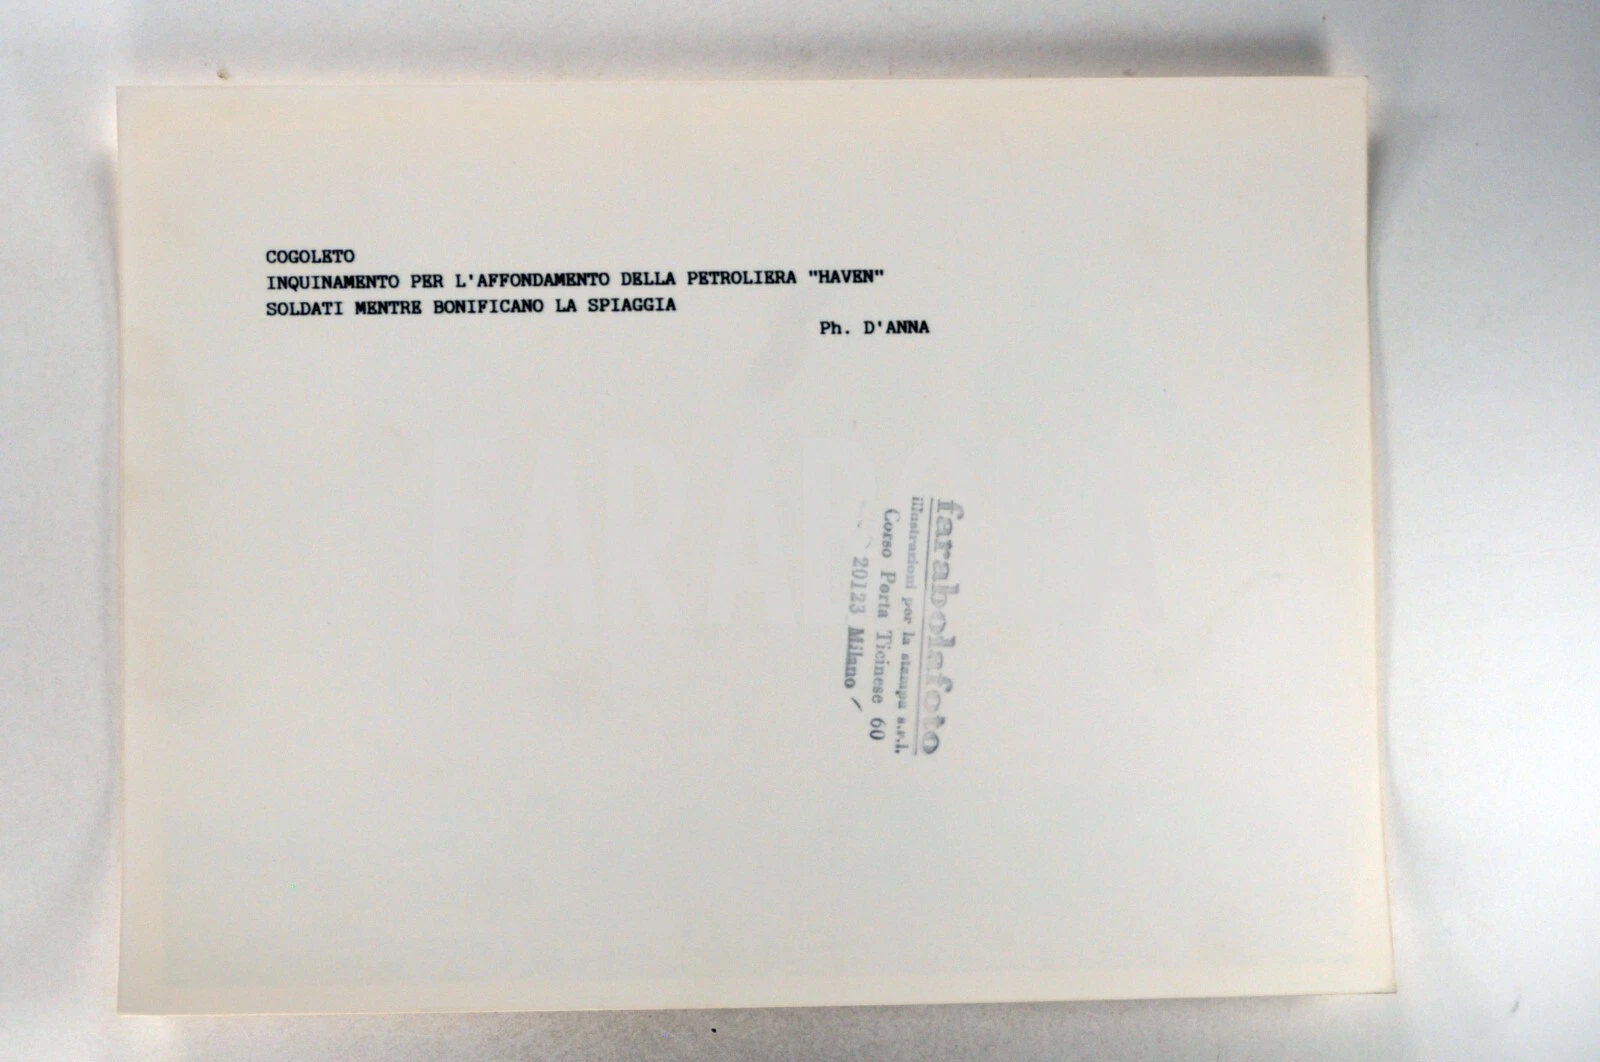 COGOLETO
INQUINAMENTO PER L'AFFONDAMENTO DELLA PETROLIERA "HAVEN"
SOLDATI MENTRE BONIFICANO LA SPIAGGIA
Ph. D'ANNA
farabolafoto
illustrazioni per la stampa s.r.l.
Corso Porta Ticinese 60
20123 Milano
FARABOLA